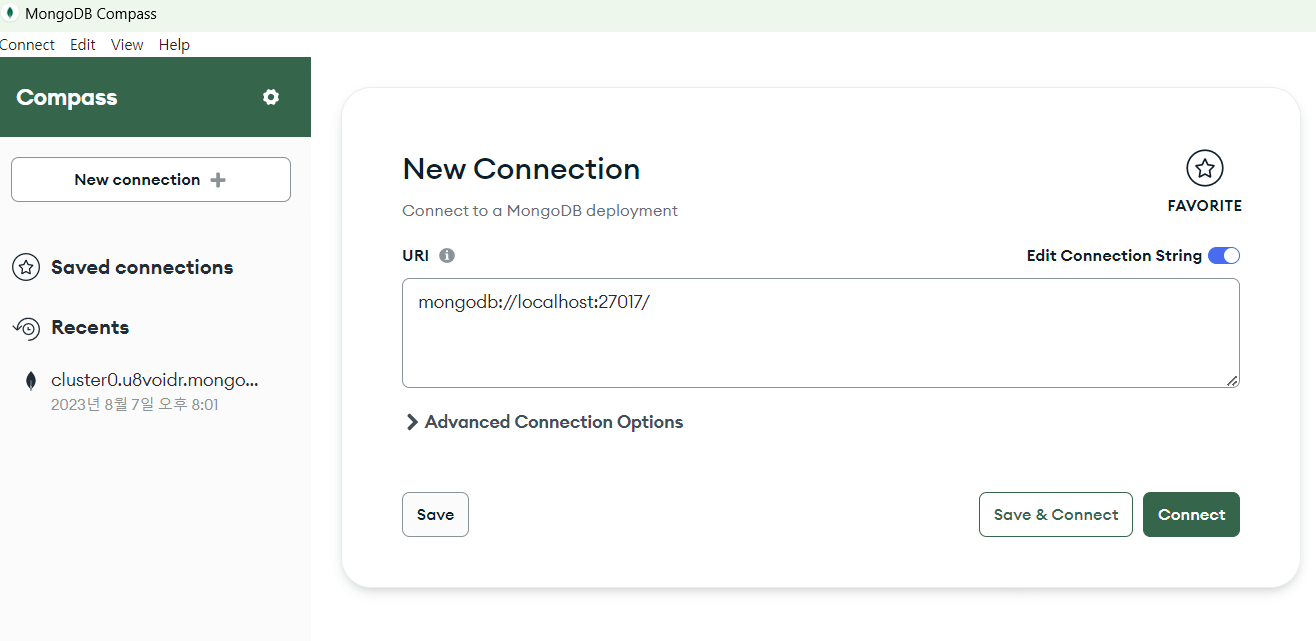 MongoDB Compass
Connect Edit View Help
Compass
New connection
Saved connections
Recents
cluster0.u8voidr.mongo...
2023년 8월 7일 오후 8:01
New Connection
Connect to a MongoDB deployment
FAVORITE
URI
Edit Connection String
mongodb://localhost:27017/
Advanced Connection Options
Save
Save & Connect
Connect